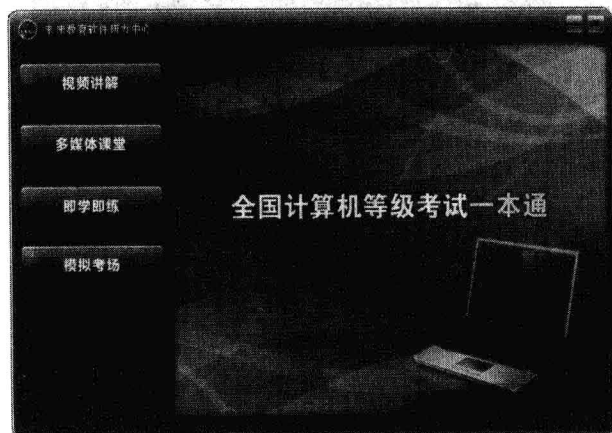 视频讲解
多媒体课堂
即学即练
模拟考场
全国计算机等级考试一本通